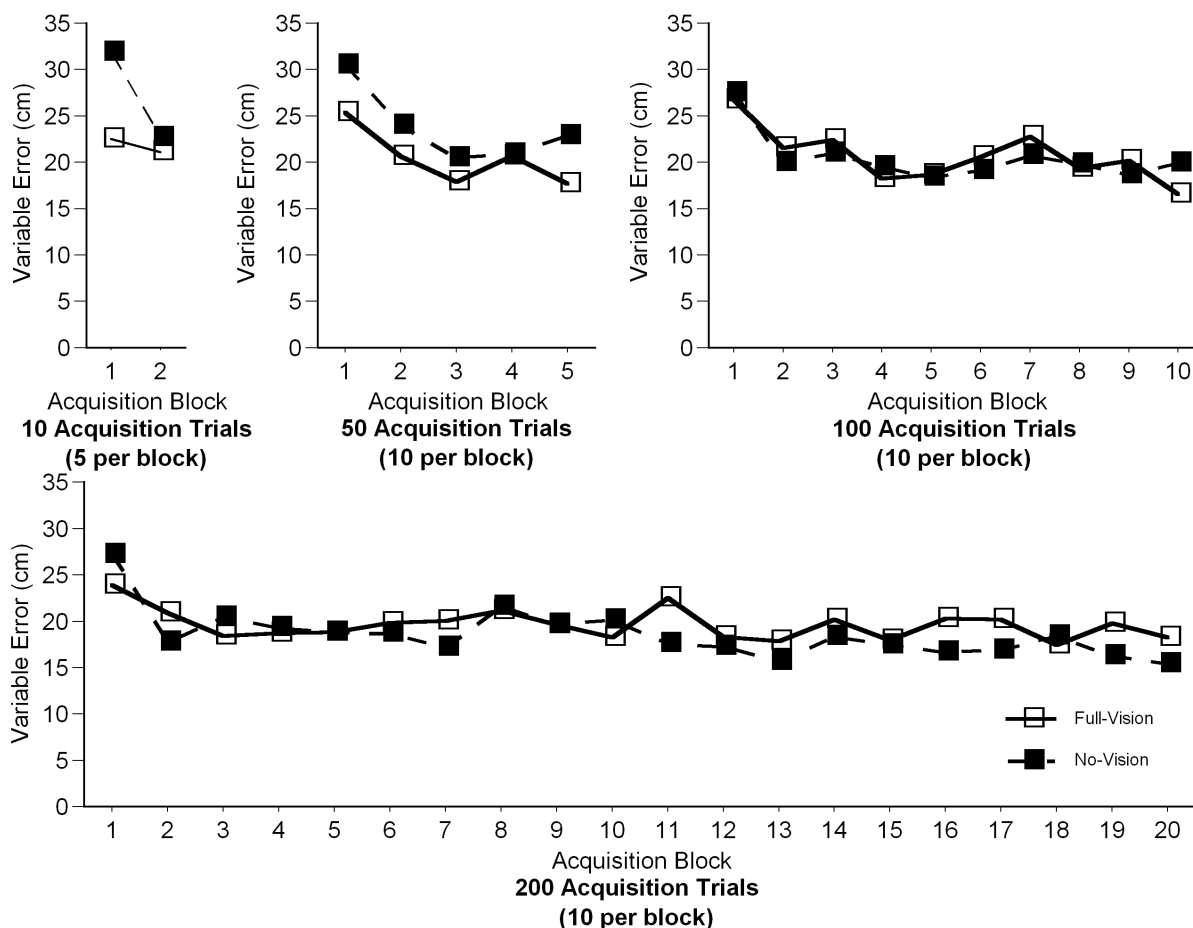 35
30
25
20
15
10
5
0
Variable Error (cm)
1 2
Acquisition Block
10 Acquisition Trials
(5 per block)
35
30
25
20
15
10
5
0
Variable Error (cm)
1 2 3 4 5
Acquisition Block
50 Acquisition Trials
(10 per block)
35
30
25
20
15
10
5
0
Variable Error (cm)
1 2 3 4 5 6 7 8 9 10
Acquisition Block
100 Acquisition Trials
(10 per block)
35
30
25
20
15
10
5
0
Variable Error (cm)
Full-Vision
No-Vision
1 2 3 4 5 6 7 8 9 10 11 12 13 14 15 16 17 18 19 20
Acquisition Block
200 Acquisition Trials
(10 per block)